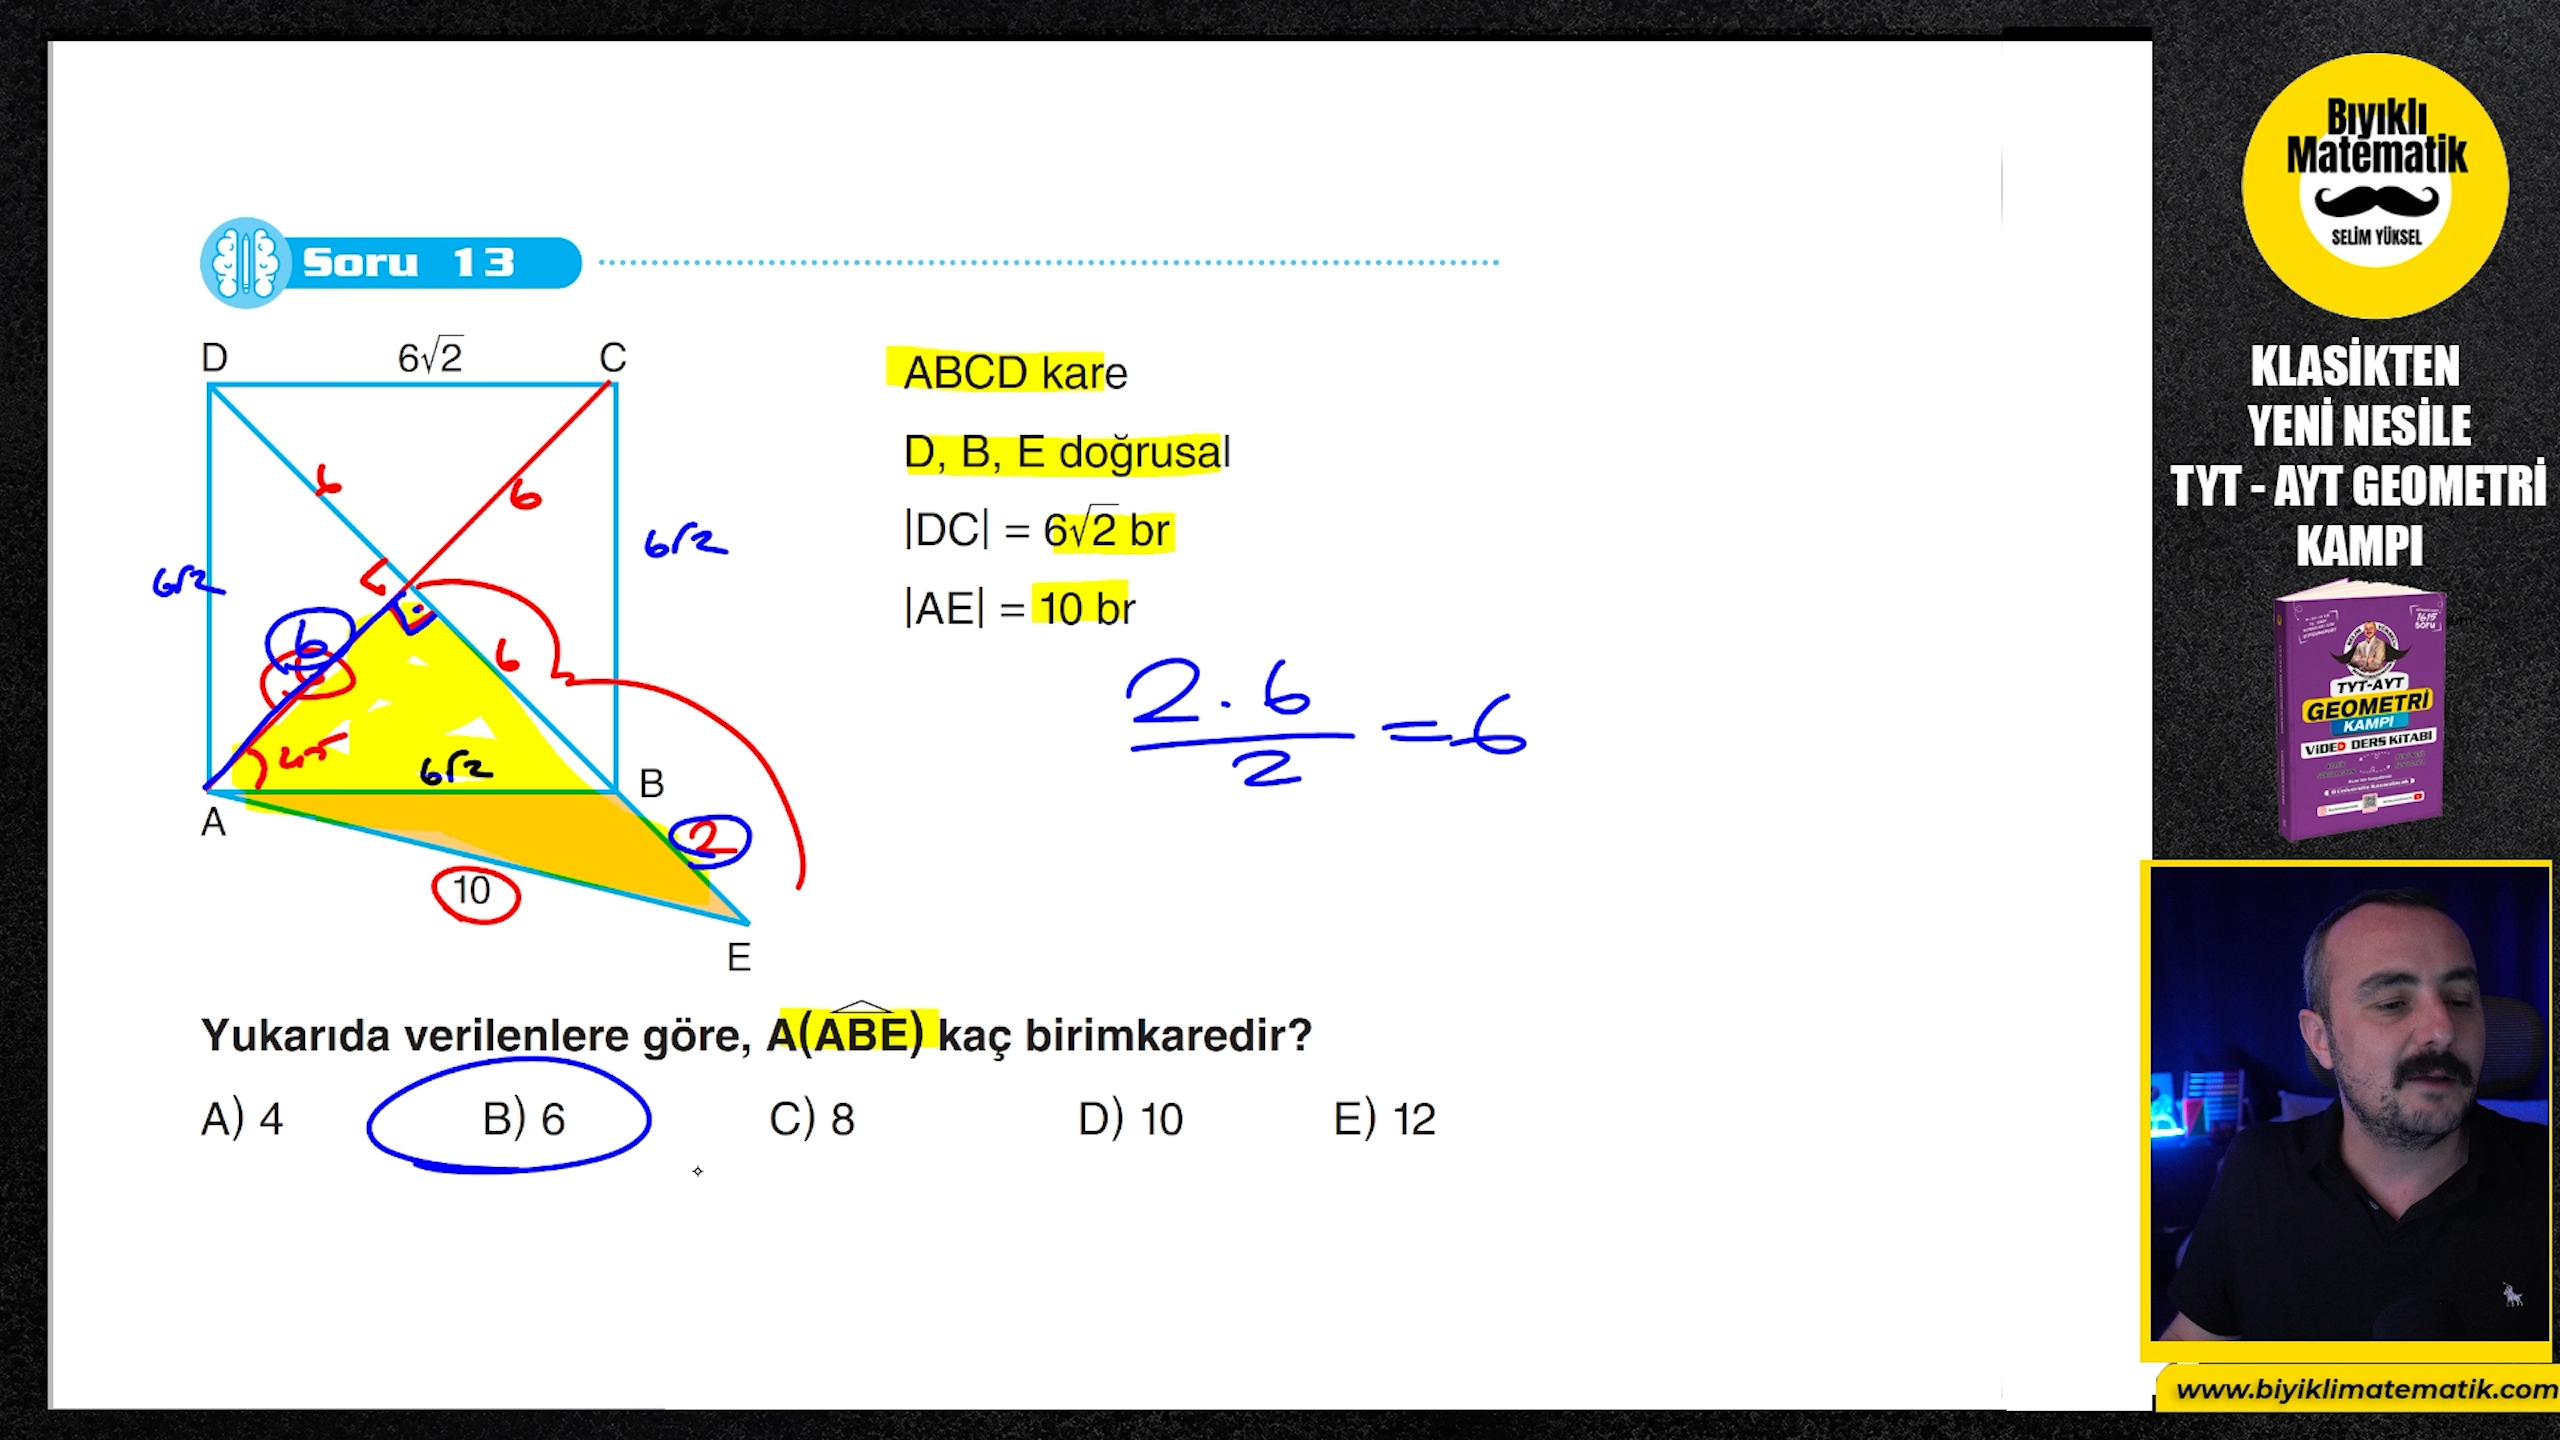 Bıyıklı
Matematik
SELİM YÜKSEL
KLASİKTEN
YENİ NESİLE
TYT - AYT GEOMETRİ
KAMPI
1615
soru
TYT-AYT
GEOMETRİ
KAMPI
VİDEO DERS KİTABI
www.biyiklimatematik.com
Soru 13
D 6√2 C
6
6
6√2
6√2
6
6
45
6√2
A
B
2
10
E
ABCD kare
D, B, E doğrusal
|DC| = 6√2 br
|AE| = 10 br
2 . 6
2
= 6
Yukarıda verilenlere göre, A(ABE) kaç birimkaredir?
A) 4 B) 6 C) 8 D) 10 E) 12